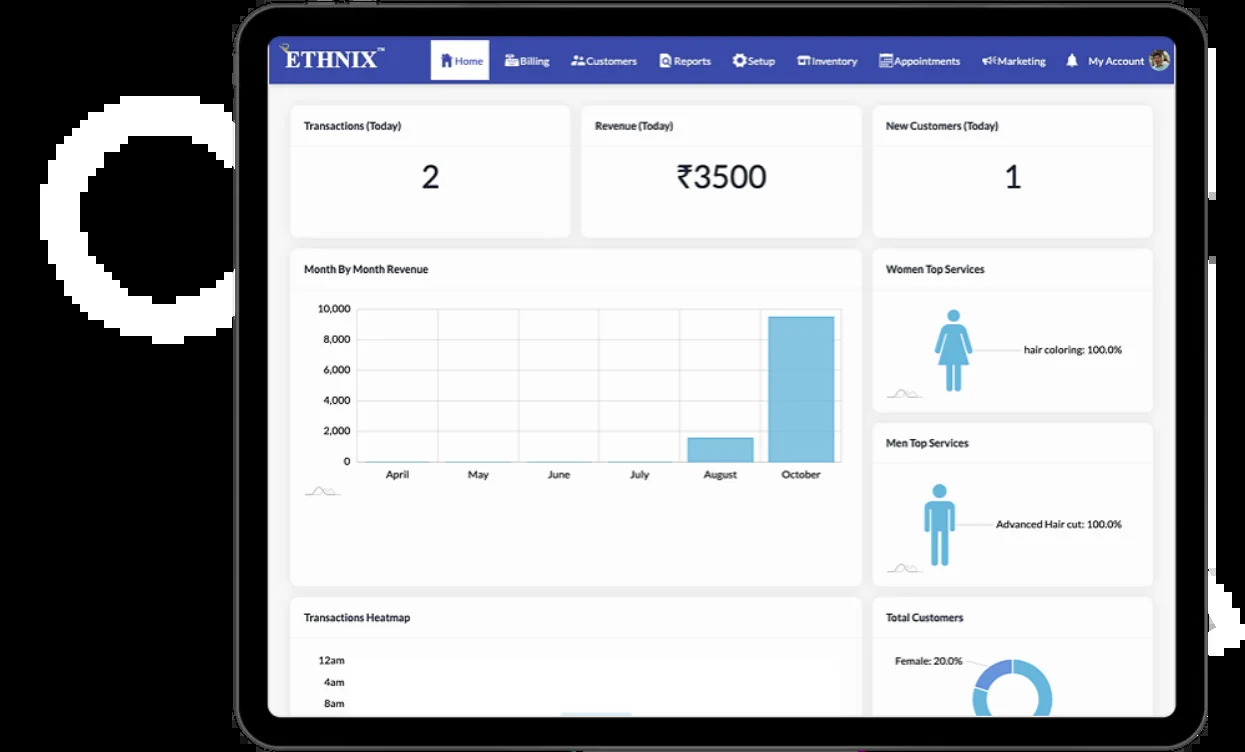 ETHNIX™
Home Billing Customers Reports Setup Inventory Appointments Marketing My Account
Transactions (Today)
2
Revenue (Today)
₹3500
New Customers (Today)
1
Month By Month Revenue
10,000
8,000
6,000
4,000
2,000
0
April May June July August October
Women Top Services
hair coloring: 100.0%
Men Top Services
Advanced Hair cut: 100.0%
Transactions Heatmap
12am
4am
8am
Total Customers
Female: 20.0%